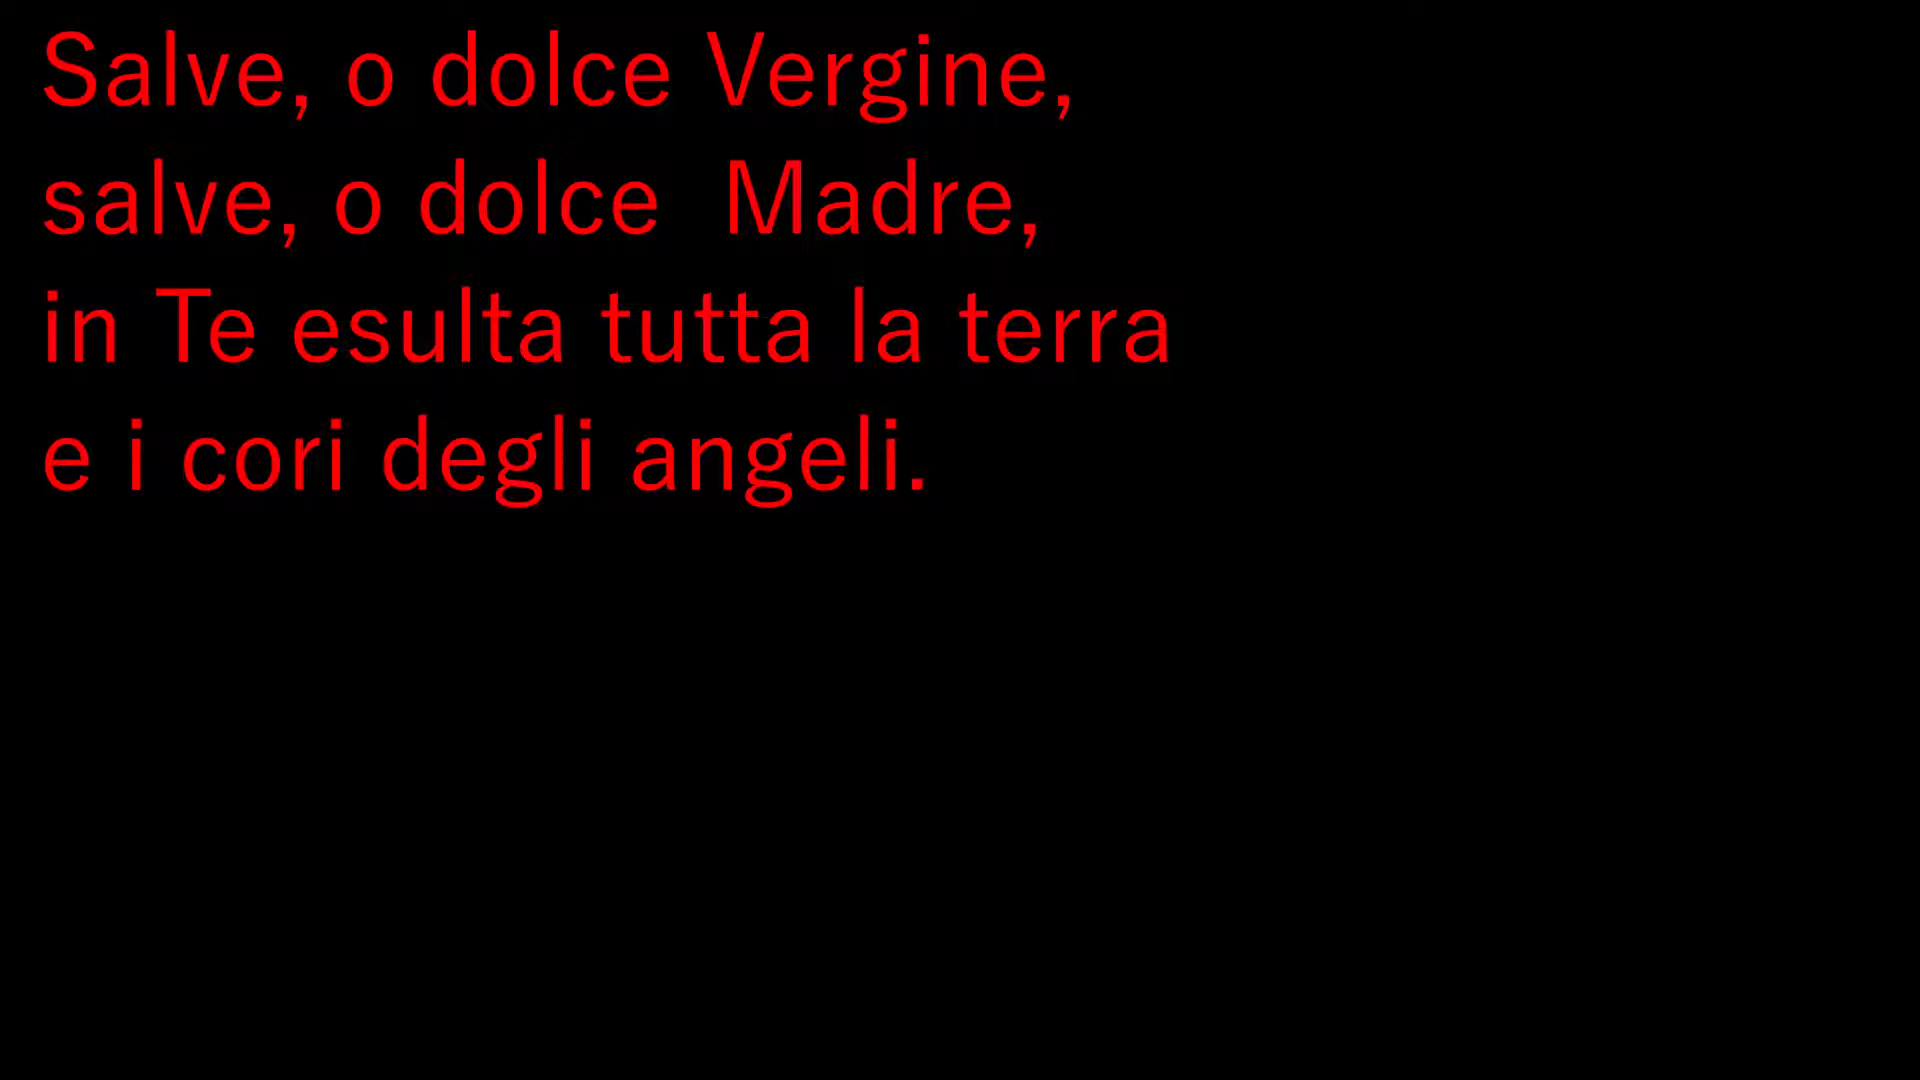 Salve, o dolce Vergine,
salve, o dolce  Madre,
in Te esulta tutta la terra
e i cori degli angeli.